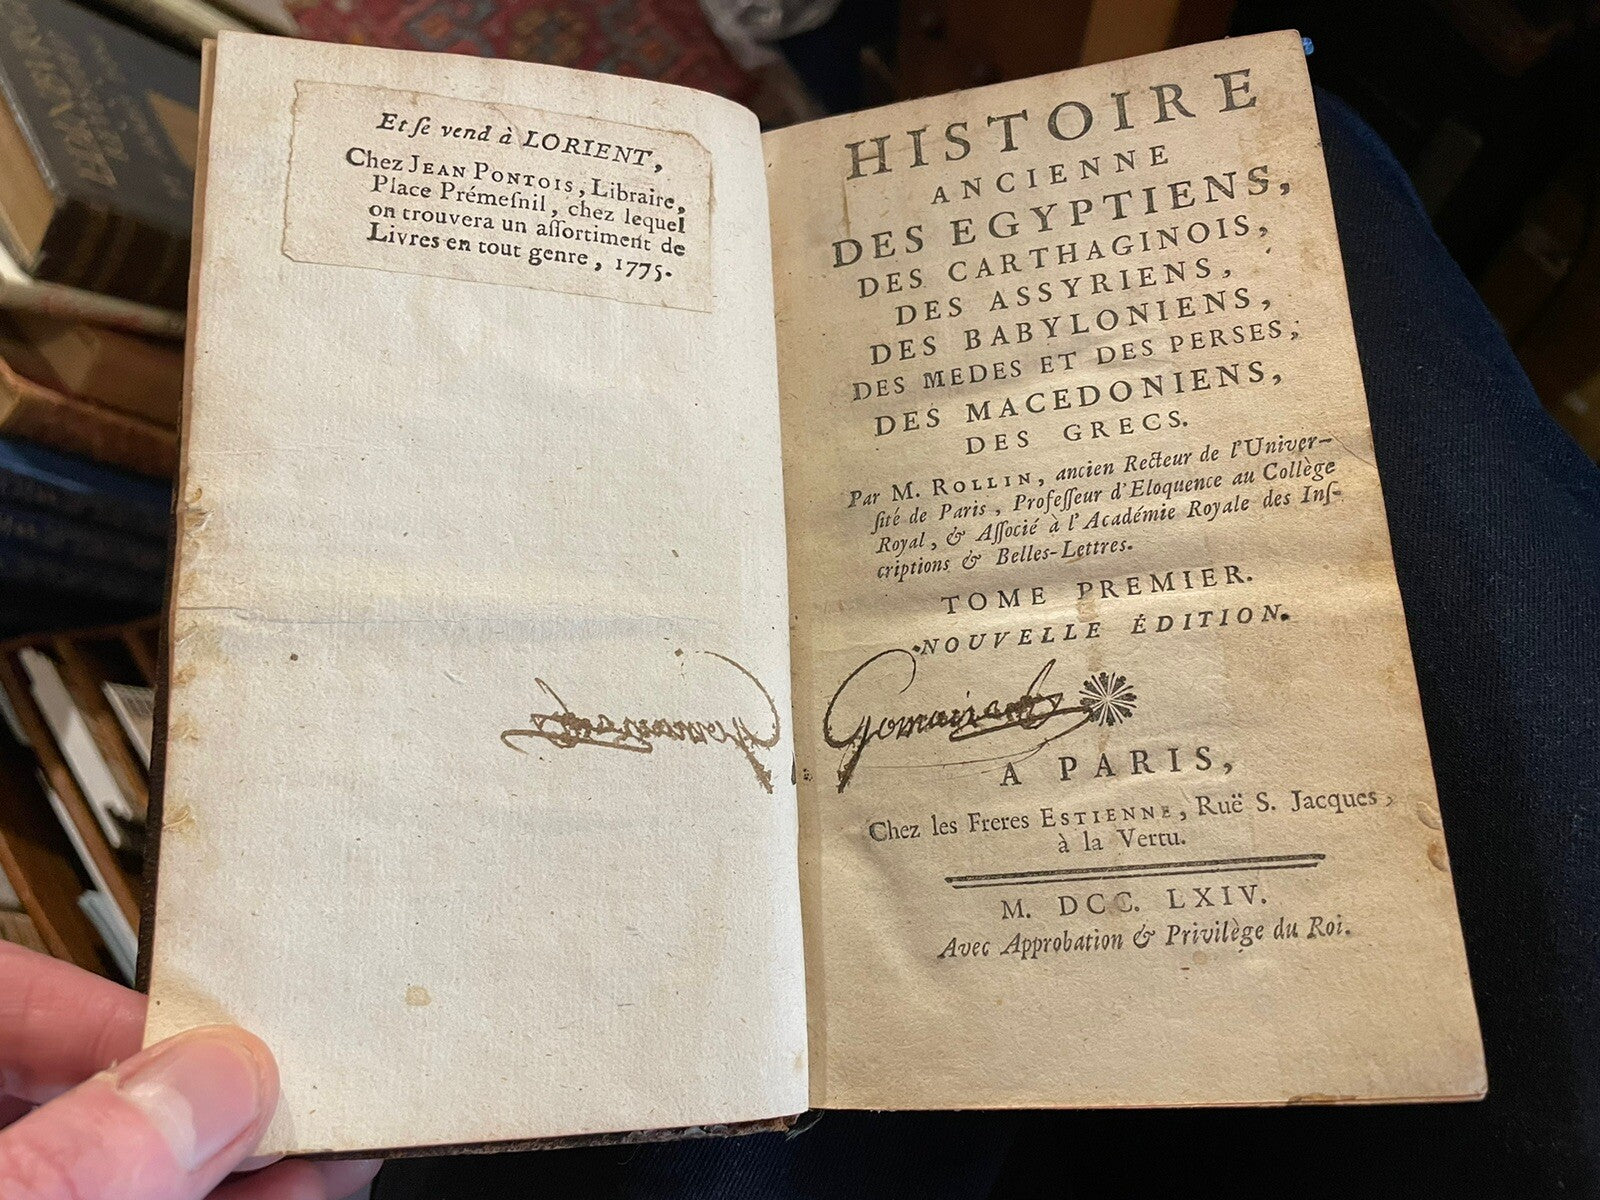 Et ſe vend à LORIENT,
Chez JEAN PONTOIS, Libraire,
Place Prémeſnil, chez lequel
on trouvera un aſſortiment de
Livres en tout genre, 1775.
HISTOIRE
ANCIENNE
DES EGYPTIENS,
DES CARTHAGINOIS,
DES ASSYRIENS,
DES BABYLONIENS,
DES MEDES ET DES PERSES,
DES MACEDONIENS,
DES GRECS.
Par M. ROLLIN, ancien Recteur de l'Univer-
ſité de Paris, Profeſſeur d'Eloquence au Collège
Royal, & Aſſocié à l'Académie Royale des Inſ-
criptions & Belles-Lettres.
TOME PREMIER.
NOUVELLE ÉDITION.
A PARIS,
Chez les Freres ESTIENNE, Ruë S. Jacques,
à la Vertu.
M. DCC. LXIV.
Avec Approbation & Privilège du Roi.